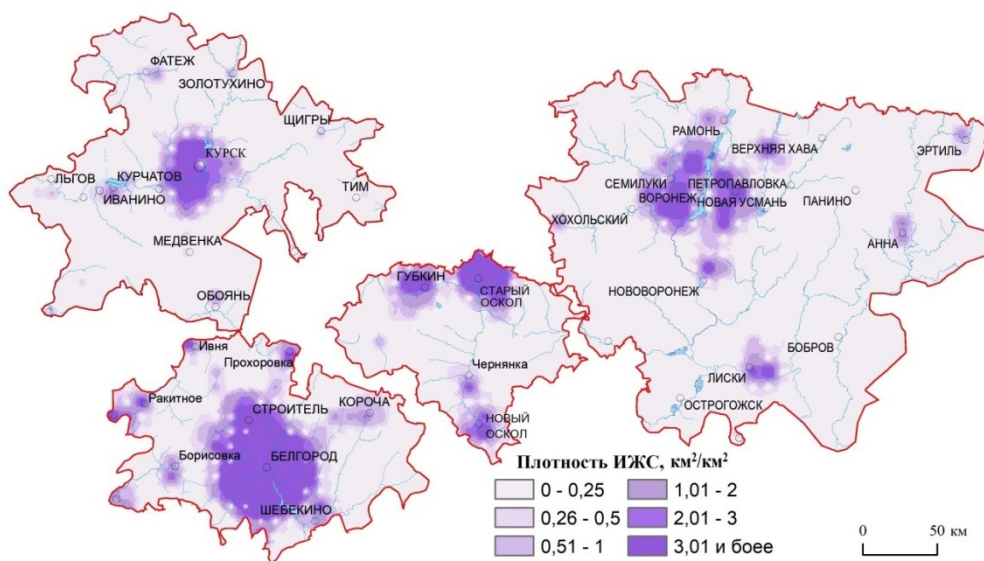 ФАТЕЖ
ЗОЛОТУХИНО
ЩИГРЫ
КУРСК
ЛЬГОВ
КУРЧАТОВ
ИВАНИНО
ТИМ
МЕДВЕНКА
ОБОЯНЬ
РАМОНЬ
ВЕРХНЯЯ ХАВА
ЭРТИЛЬ
СЕМИЛУКИ
ПЕТРОПАВЛОВКА
ВОРОНЕЖ
НОВАЯ УСМАНЬ
ПАНИНО
ХОХОЛЬСКИЙ
АННА
НОВОВОРОНЕЖ
БОБРОВ
ЛИСКИ
ОСТРОГОЖСК
ГУБКИН
СТАРЫЙ
ОСКОЛ
Чернянка
НОВЫЙ
ОСКОЛ
Ивня
Прохоровка
Ракитное
СТРОИТЕЛЬ
КОРОЧА
Борисовка
БЕЛГОРОД
ШЕБЕКИНО
Плотность ИЖС, км²/км²
0 - 0,25
0,26 - 0,5
0,51 - 1
1,01 - 2
2,01 - 3
3,01 и боее
0 50 км